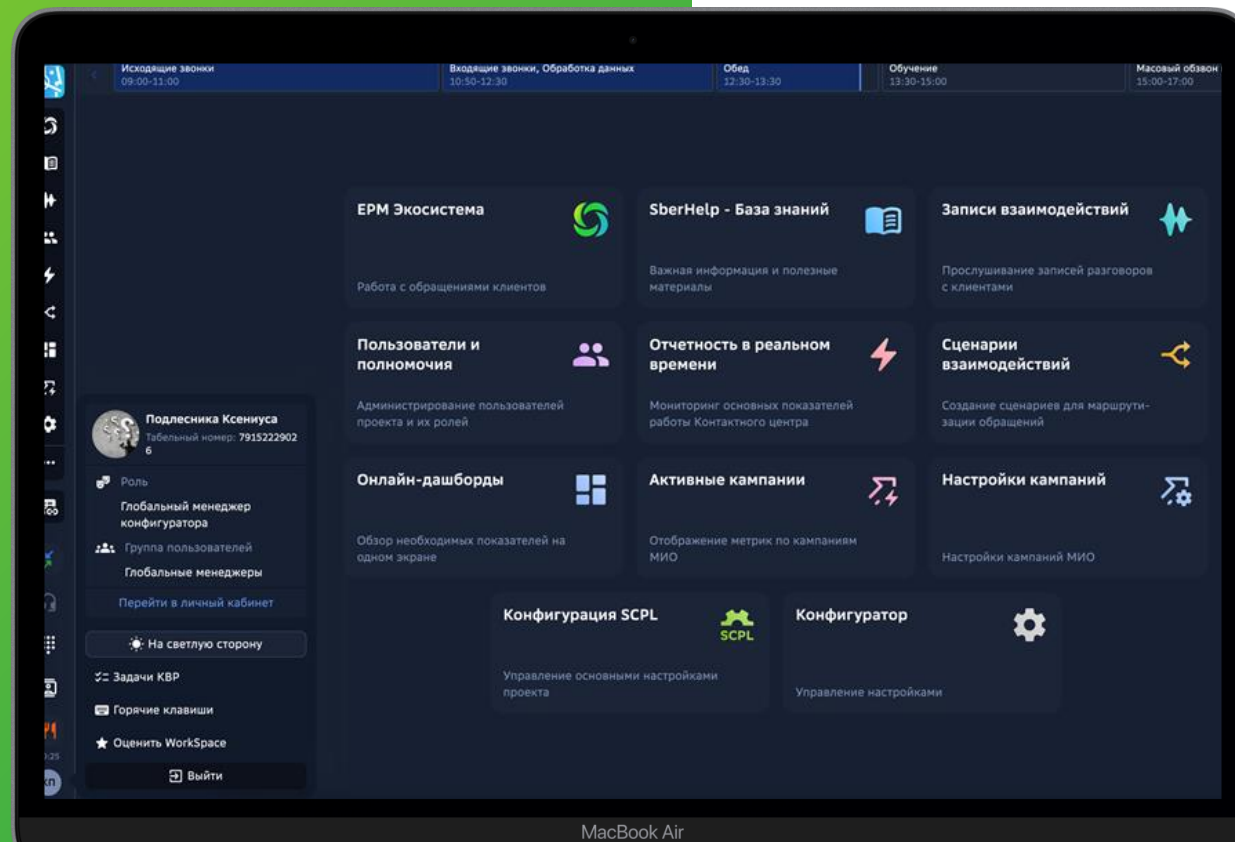 Исходящие звонки
09:00-11:00
Входящие звонки, Обработка данных
10:50-12:30
Обед
12:30-13:30
Обучение
13:30-15:00
Масовый обзвон
15:00-17:00
ЕРМ Экосистема
Работа с обращениями клиентов
SberHelp - База знаний
Важная информация и полезные
материалы
Записи взаимодействий
Прослушивание записей разговоров
с клиентами
Пользователи и
полномочия
Администрирование пользователей
проекта и их ролей
Отчетность в реальном
времени
Мониторинг основных показателей
работы Контактного центра
Сценарии
взаимодействий
Создание сценариев для маршрути-
зации обращений
Онлайн-дашборды
Обзор необходимых показателей на
одном экране
Активные кампании
Отображение метрик по кампаниям
МИО
Настройки кампаний
Настройки кампаний МИО
Конфигурация SCPL
SCPL
Управление основными настройками
проекта
Конфигуратор
Управление настройками
Подлесника Ксениуса
Табельный номер: 7915222902
6
Роль
Глобальный менеджер
конфигуратора
Группа пользователей
Глобальные менеджеры
Перейти в личный кабинет
На светлую сторону
Задачи КВР
Горячие клавиши
Оценить WorkSpace
Выйти
0:25
КП
MacBook Air